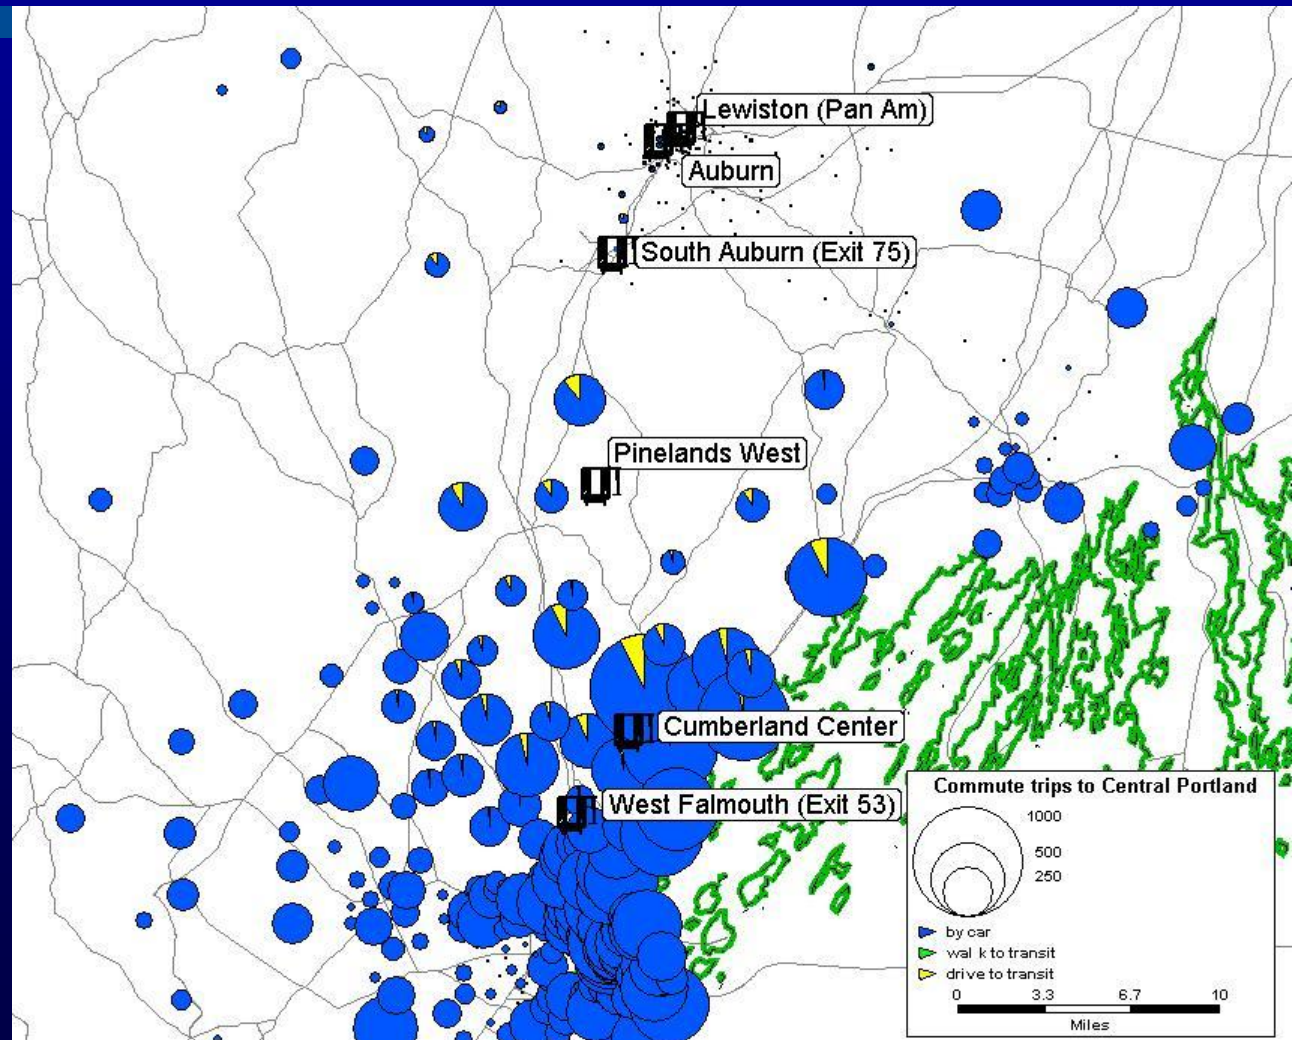 Lewiston (Pan Am)
Auburn
South Auburn (Exit 75)
Pinelands West
Cumberland Center
West Falmouth (Exit 53)
Commute trips to Central Portland
1000
500
250
by car
wal k to transit
drive to transit
0 3.3 6.7 10
Miles